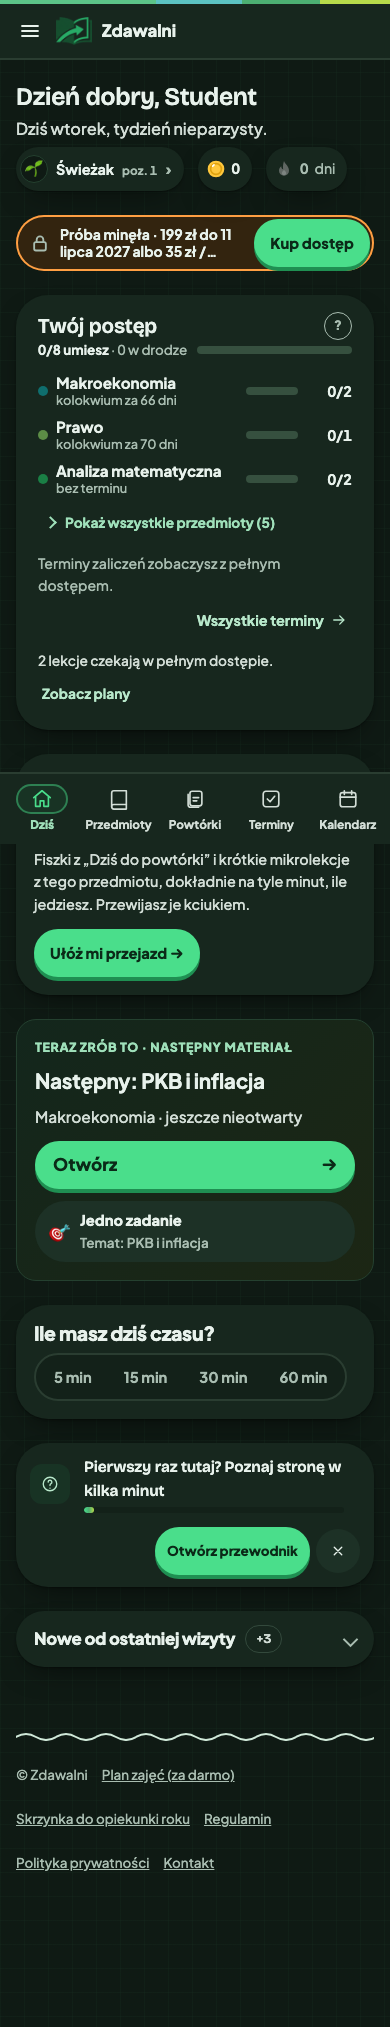 Zdawalni
Dzień dobry, Student
Dziś wtorek, tydzień nieparzysty.
Świeżak poz. 1 ›
0
0 dni
Próba minęła · 199 zł do 11
lipca 2027 albo 35 zł /…
Kup dostęp
Twój postęp
?
0/8 umiesz · 0 w drodze
Makroekonomia
kolokwium za 66 dni
0/2
Prawo
kolokwium za 70 dni
0/1
Analiza matematyczna
bez terminu
0/2
Pokaż wszystkie przedmioty (5)
Terminy zaliczeń zobaczysz z pełnym
dostępem.
Wszystkie terminy →
2 lekcje czekają w pełnym dostępie.
Zobacz plany
Dziś
Przedmioty
Powtórki
Terminy
Kalendarz
Fiszki z „Dziś do powtórki” i krótkie mikrolekcje
z tego przedmiotu, dokładnie na tyle minut, ile
jedziesz. Przewijasz je kciukiem.
Ułóż mi przejazd →
TERAZ ZRÓB TO · NASTĘPNY MATERIAŁ
Następny: PKB i inflacja
Makroekonomia · jeszcze nieotwarty
Otwórz →
Jedno zadanie
Temat: PKB i inflacja
Ile masz dziś czasu?
5 min
15 min
30 min
60 min
Pierwszy raz tutaj? Poznaj stronę w
kilka minut
Otwórz przewodnik
Nowe od ostatniej wizyty +3
© Zdawalni Plan zajęć (za darmo)
Skrzynka do opiekunki roku Regulamin
Polityka prywatności Kontakt